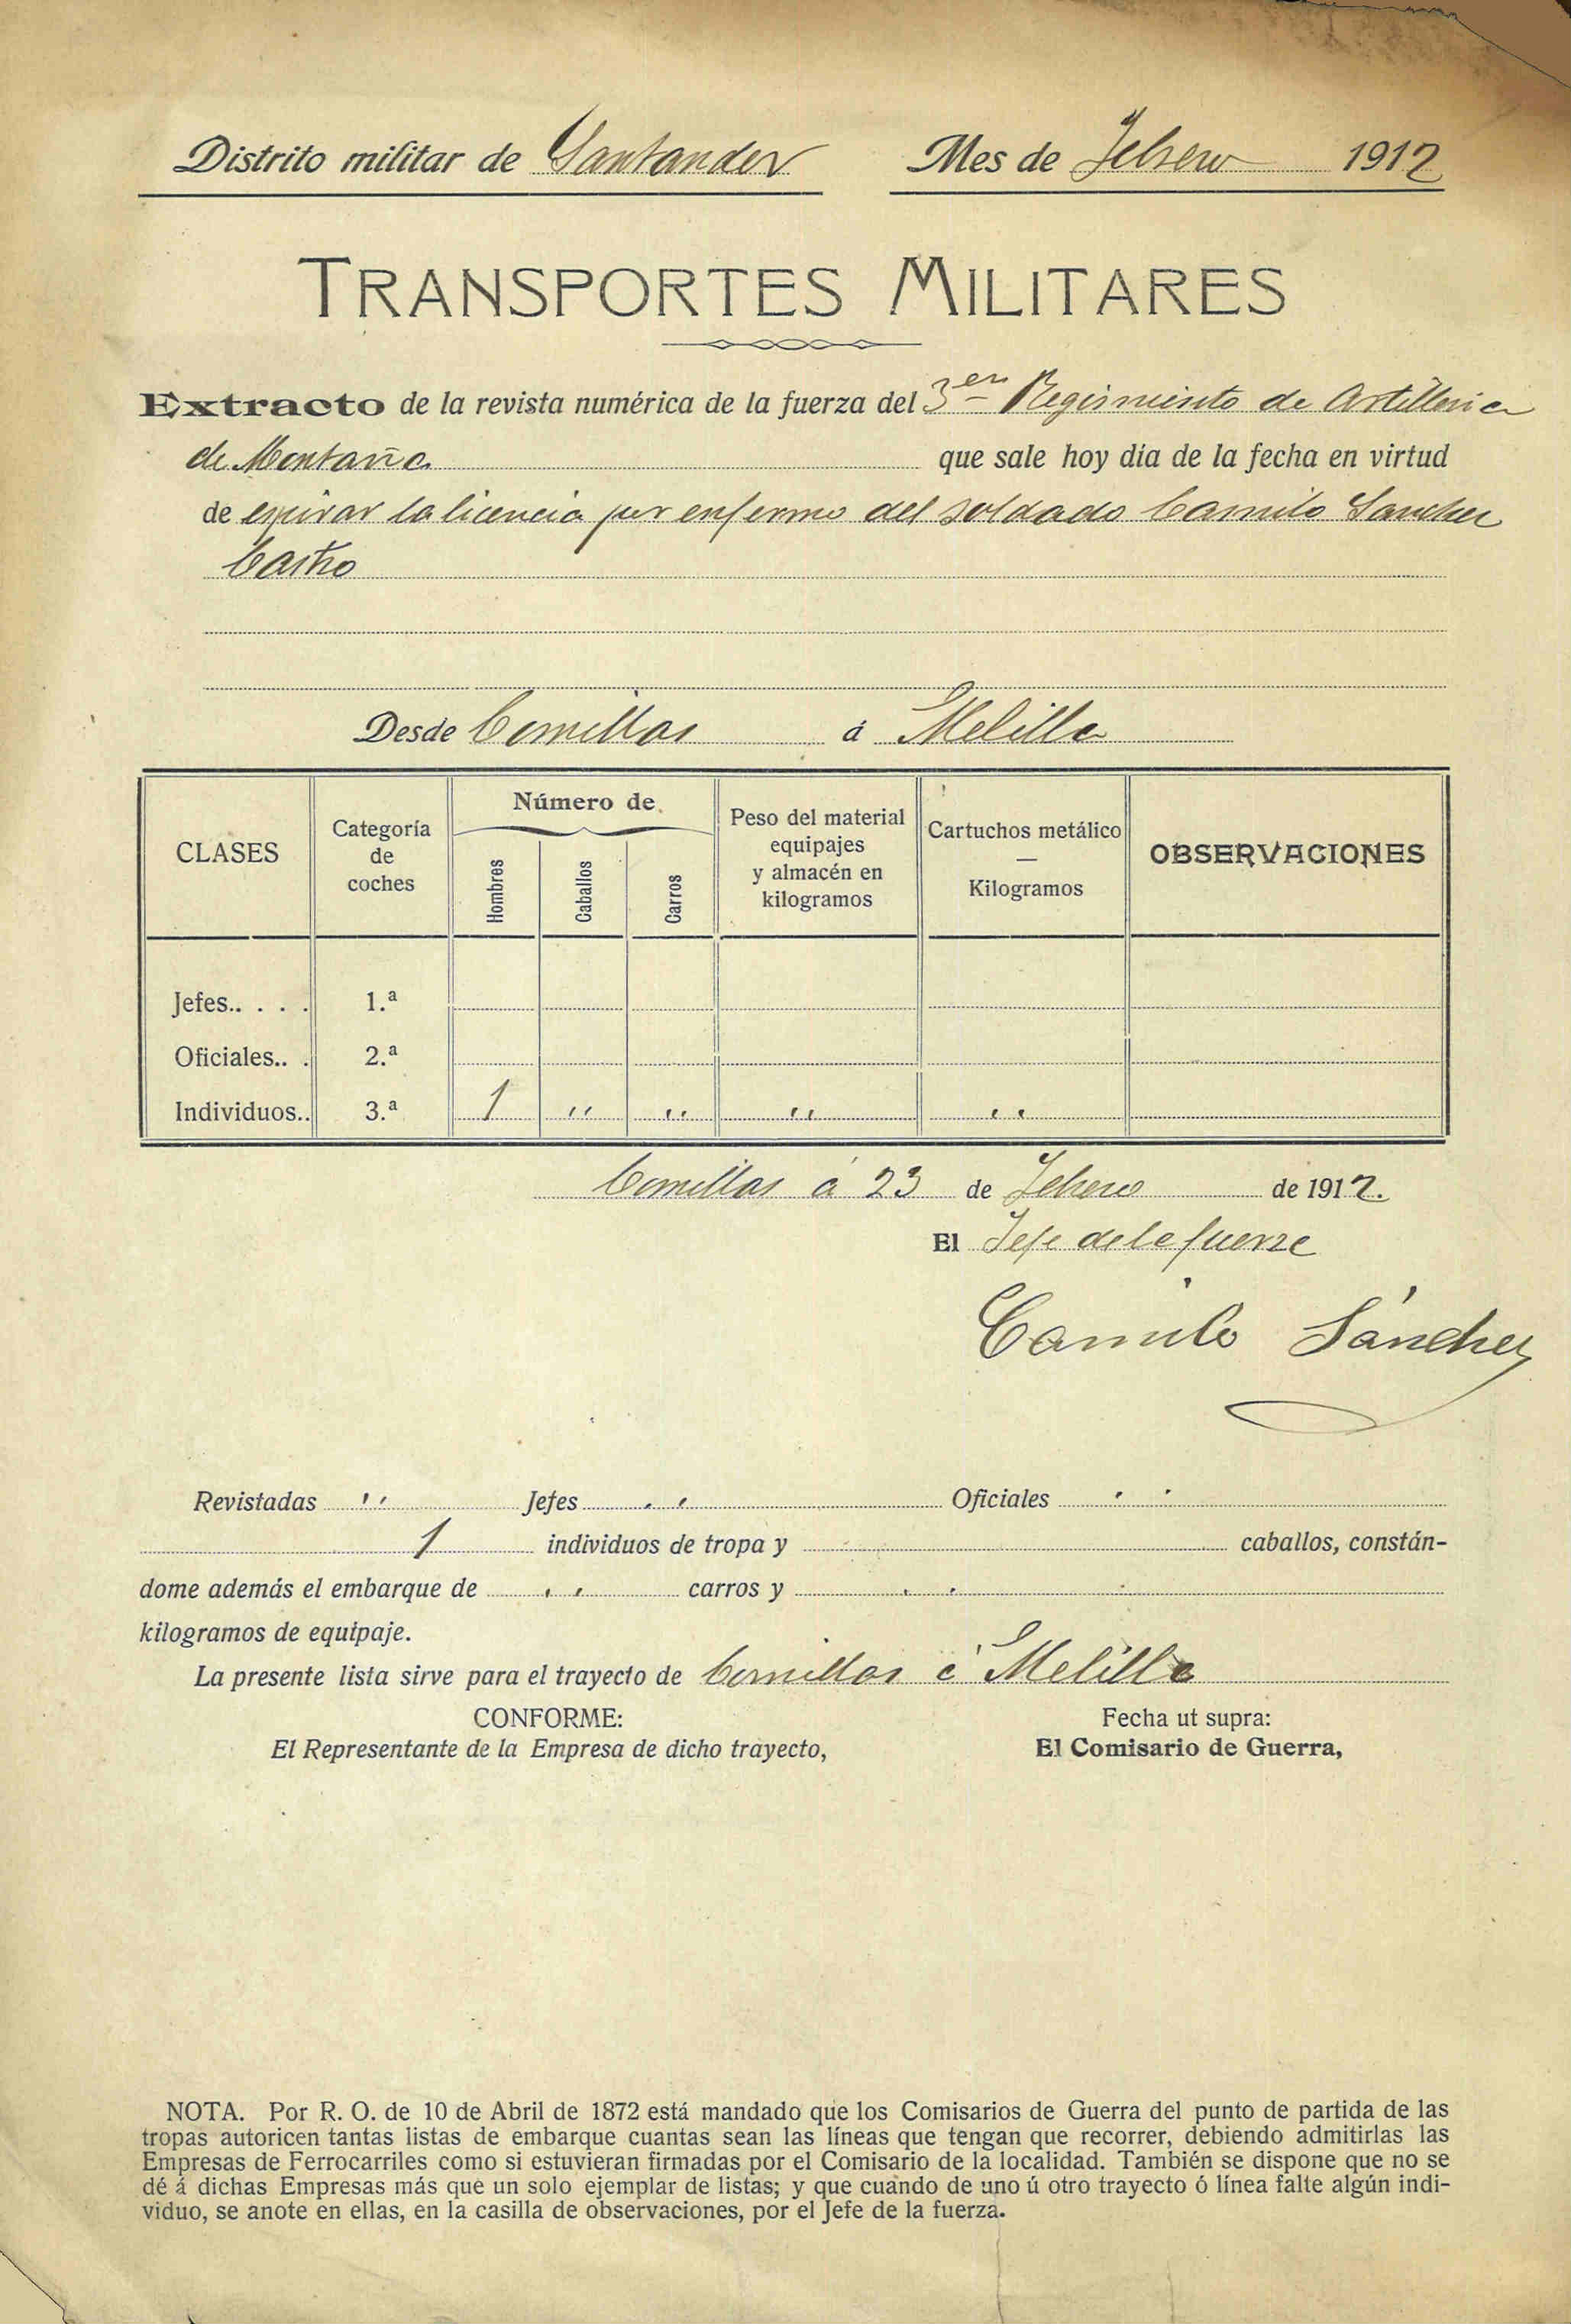 Distrito militar de Santander Mes de Febrero 1912
TRANSPORTES MILITARES
Extracto de la revista numérica de la fuerza del 3er Regimiento de Artilleria
de Montaña que sale hoy día de la fecha en virtud
de espirar la licencia por enfermo del soldado Camilo Sanchez
Castro
Desde Comillas á Melilla
CLASES
Categoría
de
coches
Número de
Hombres
Caballos
Carros
Peso del material
equipajes
y almacén en
kilogramos
Cartuchos metálico
—
Kilogramos
OBSERVACIONES
Jefes.. . . . 1.ª
Oficiales.. . 2.ª
Individuos.. 3.ª 1 " " " "
Comillas á 23 de Febrero de 1912.
El Jefe de la fuerza
Camilo Sánchez
Revistadas " Jefes " Oficiales "
1 individuos de tropa y caballos, constán-
dome además el embarque de " carros y "
kilogramos de equipaje.
La presente lista sirve para el trayecto de Comillas á Melilla
CONFORME: Fecha ut supra:
El Representante de la Empresa de dicho trayecto, El Comisario de Guerra,
NOTA. Por R. O. de 10 de Abril de 1872 está mandado que los Comisarios de Guerra del punto de partida de las
tropas autoricen tantas listas de embarque cuantas sean las líneas que tengan que recorrer, debiendo admitirlas las
Empresas de Ferrocarriles como si estuvieran firmadas por el Comisario de la localidad. También se dispone que no se
dé á dichas Empresas más que un solo ejemplar de listas; y que cuando de uno ú otro trayecto ó línea falte algún indi-
viduo, se anote en ellas, en la casilla de observaciones, por el Jefe de la fuerza.